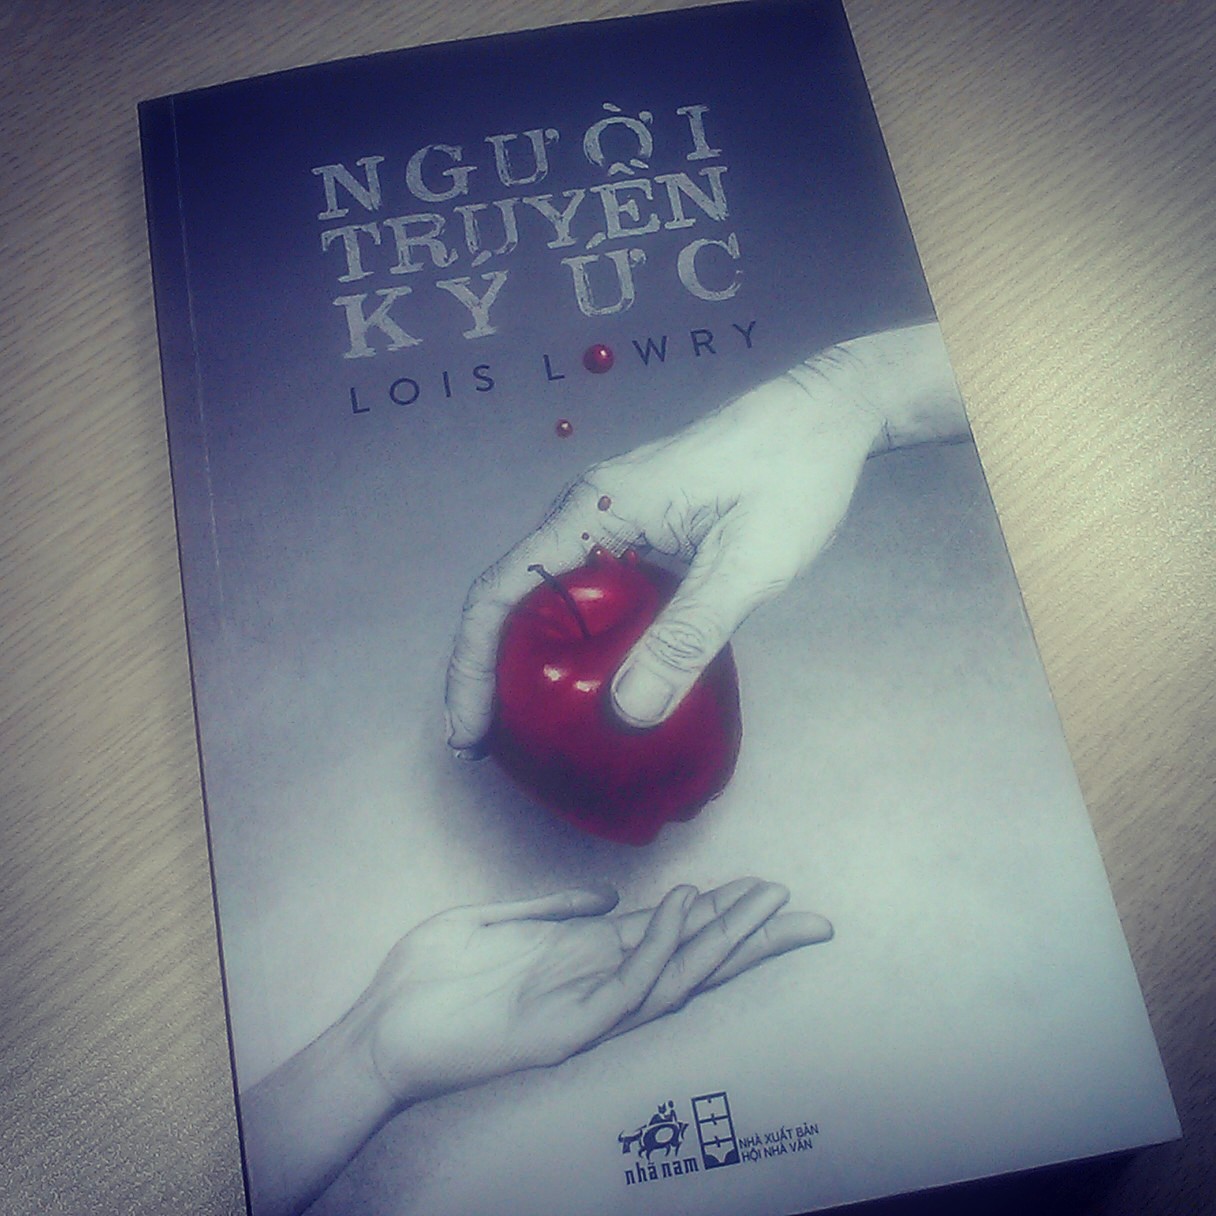 NGƯỜI
TRUYỀN
KÝ ỨC
LOIS LOWRY
nhã nam
NHÀ XUẤT BẢN
HỘI NHÀ VĂN